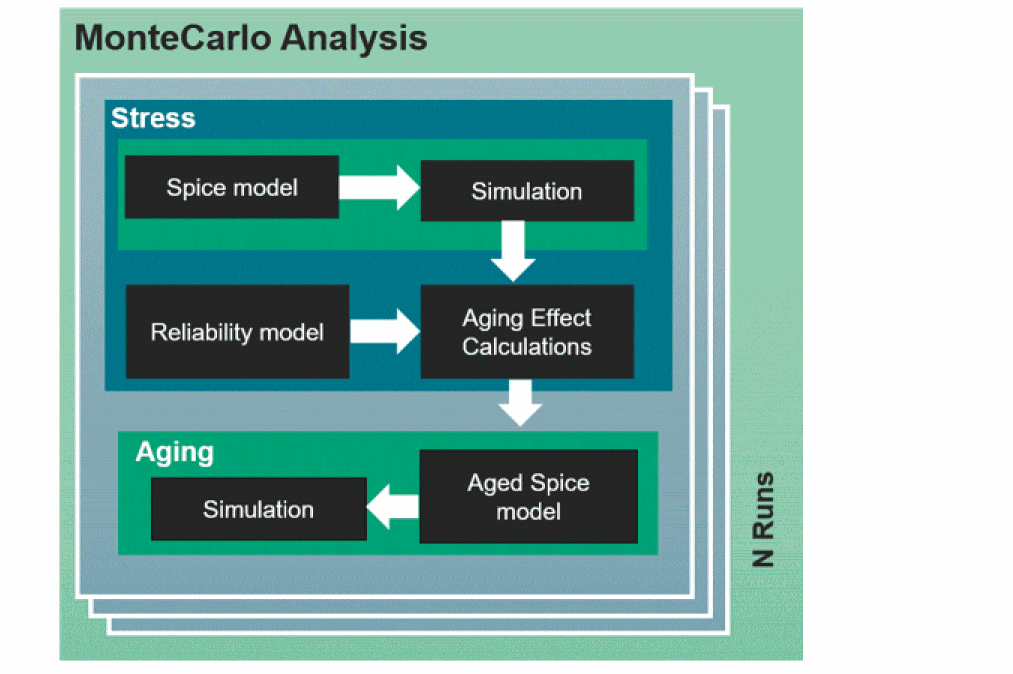 MonteCarlo Analysis
Stress
Spice model
Simulation
Reliability model
Aging Effect
Calculations
Aging
Simulation
Aged Spice
model
N Runs